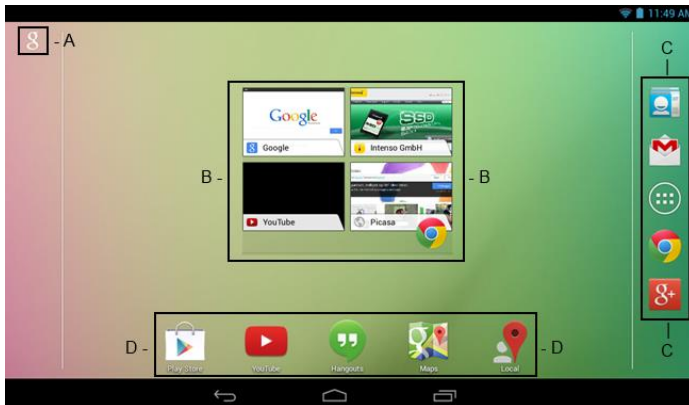 11:49 AM
g - A
C
Google
SSD
B -
- B
Google
Intenso GmbH
YouTube
Picasa
g+
D -
- D
Play Store
YouTube
Hangouts
Maps
Local
C